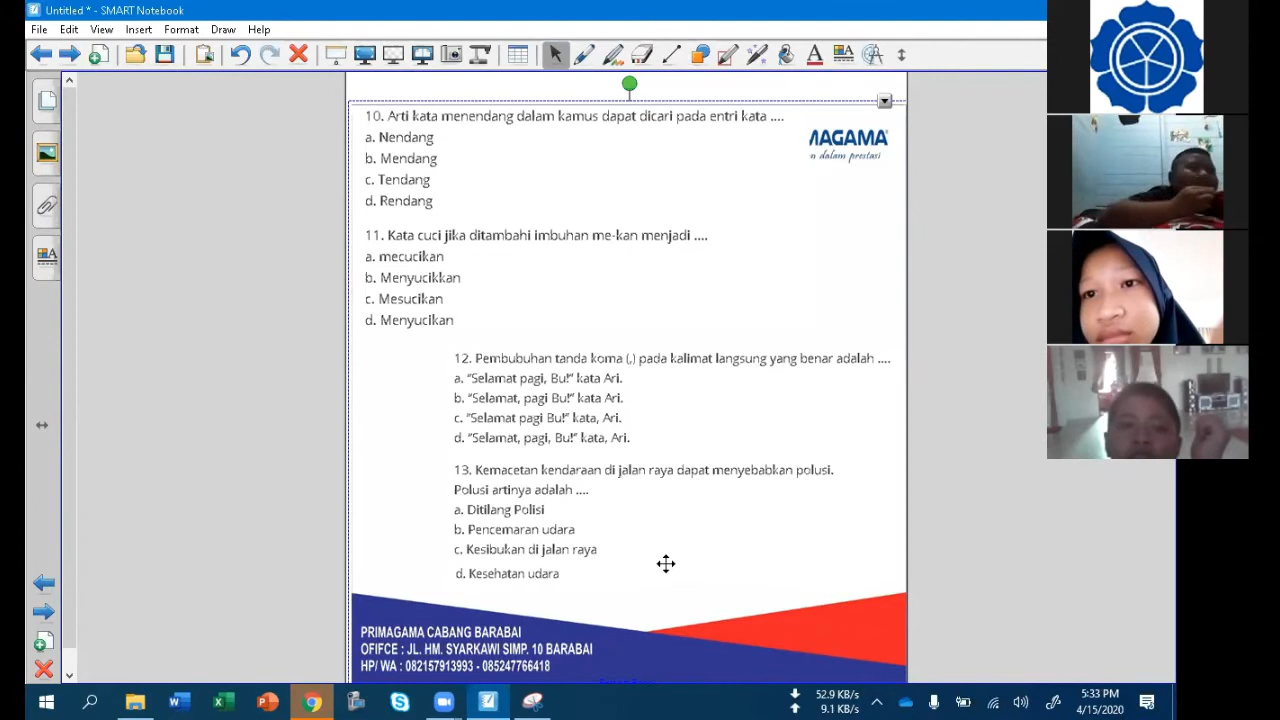 Untitled * - SMART Notebook
File Edit View Insert Format Draw Help
10. Arti kata menendang dalam kamus dapat dicari pada entri kata ....
a. Nendang
b. Mendang
c. Tendang
d. Rendang
MAGAMA
dalam prestasi
11. Kata cuci jika ditambahi imbuhan me-kan menjadi ....
a. mecucikan
b. Menyucikkan
c. Mesucikan
d. Menyucikan
12. Pembubuhan tanda koma (,) pada kalimat langsung yang benar adalah ....
a. “Selamat pagi, Bu!” kata Ari.
b. “Selamat, pagi Bu!” kata Ari.
c. “Selamat pagi Bu!” kata, Ari.
d. “Selamat, pagi, Bu!” kata, Ari.
13. Kemacetan kendaraan di jalan raya dapat menyebabkan polusi.
Polusi artinya adalah ....
a. Ditilang Polisi
b. Pencemaran udara
c. Kesibukan di jalan raya
d. Kesehatan udara
PRIMAGAMA CABANG BARABAI
OFIFCE : JL. HM. SYARKAWI SIMP. 10 BARABAI
HP/ WA : 082157913993 - 085247766418
52.9 KB/s
9.1 KB/s
5:33 PM
4/15/2020